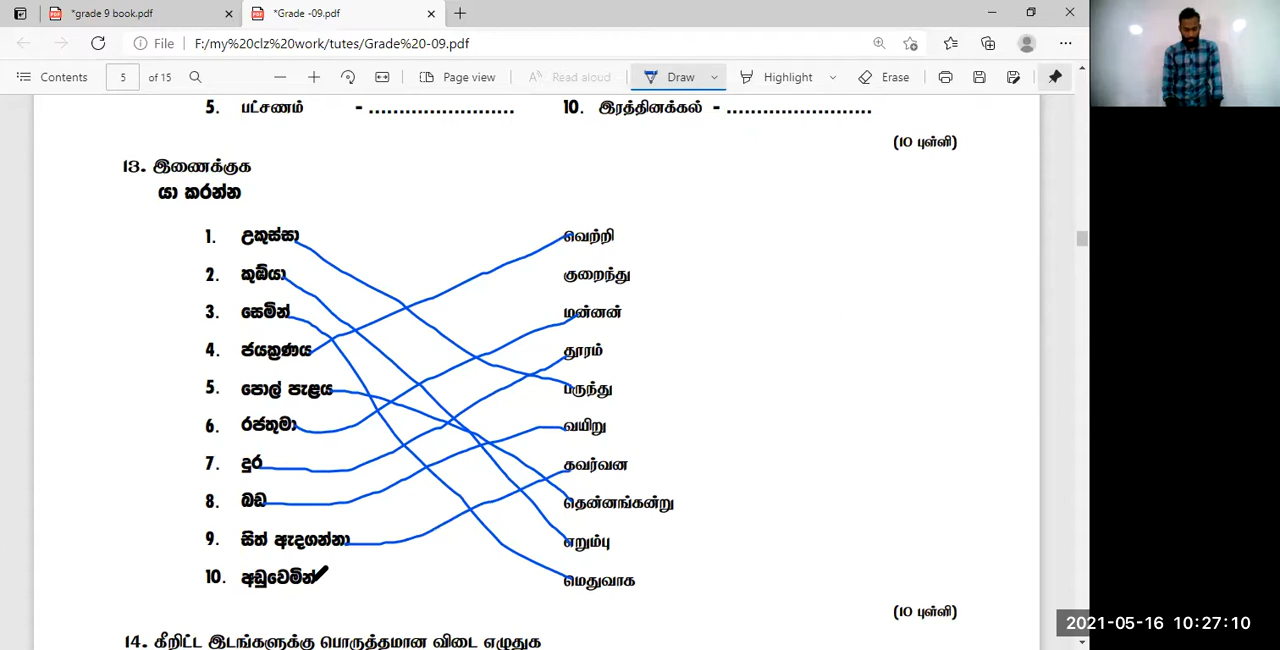 *grade 9 book.pdf
*Grade -09.pdf
File F:/my%20clz%20work/tutes/Grade%20-09.pdf
Contents 5 of 15 Page view Read aloud Draw Highlight Erase
5. பட்சணம் - ........................ 10. இரத்தினக்கல் - ........................
(10 புள்ளி)
13. இணைக்குக
යා කරන්න
1. උකුස්සා வெற்றி
2. කුඹියා குறைந்து
3. සෙමින් மன்னன்
4. ජයග්‍රණය தூரம்
5. පොල් පැළය பருந்து
6. රජතුමා வயிறு
7. දුර கவர்வன
8. බඩ தென்னங்கன்று
9. සිත් ඇදගන්නා எறும்பு
10. අඩුවෙමින් மெதுவாக
(10 புள்ளி)
14. கீறிட்ட இடங்களுக்கு பொருத்தமான விடை எழுதுக
2021-05-16 10:27:10